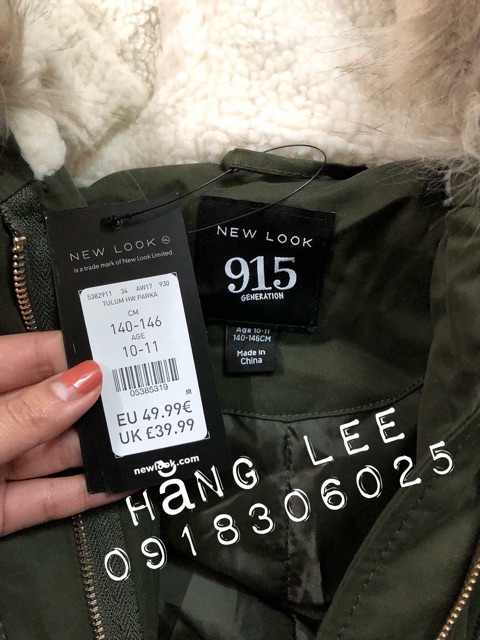 NEW LOOK
is a trade mark of New Look Limited
5382911 34 AW17 930
TULUM HW PARKA
CM
140-146
AGE
10-11
05385319
EU 49.99€
UK £39.99
newlook.com
NEW LOOK
915
GENERATION
Age 10-11
140-146CM
Made in
China
HằNG LEE
0918306025